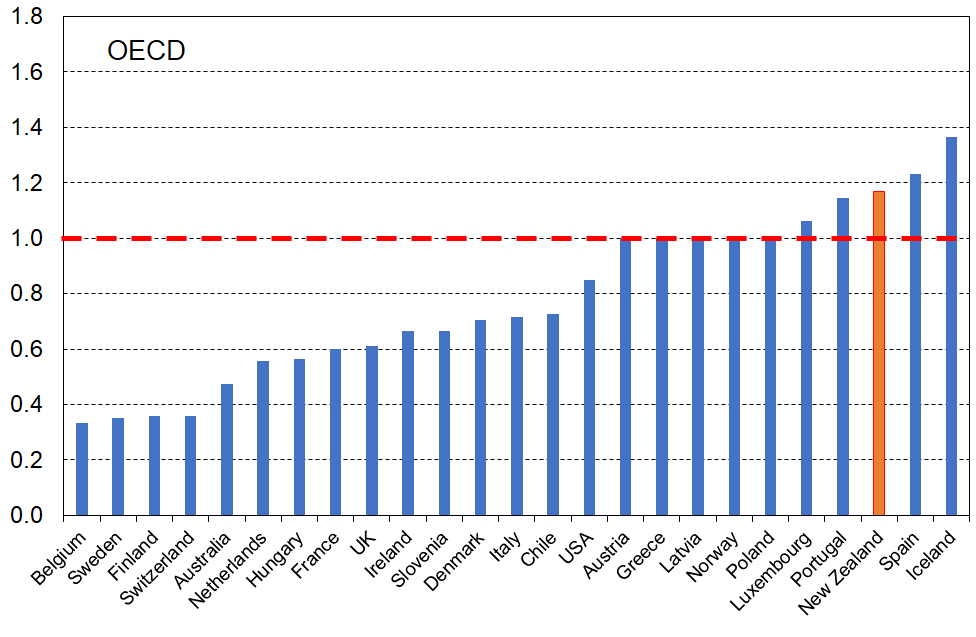 1.8
OECD
1.6
1.4
1.2
1.0
0.8
0.6
0.4
0.2
0.0
Belgium
Sweden
Finland
Switzerland
Australia
Netherlands
Hungary
France
UK
Ireland
Slovenia
Denmark
Italy
Chile
USA
Austria
Greece
Latvia
Norway
Poland
Luxembourg
Portugal
New Zealand
Spain
Iceland